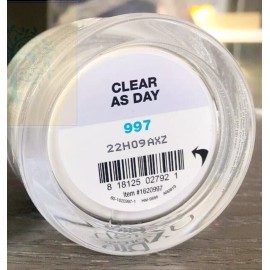 CLEAR
AS DAY
997
22H09AXZ
8 18125 02792 1
Item #1620997